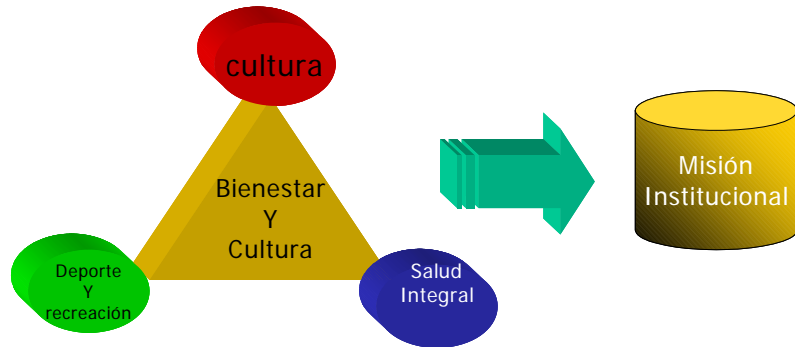 cultura
Bienestar
Y
Cultura
Deporte
Y
recreación
Salud
Integral
Misión
Institucional